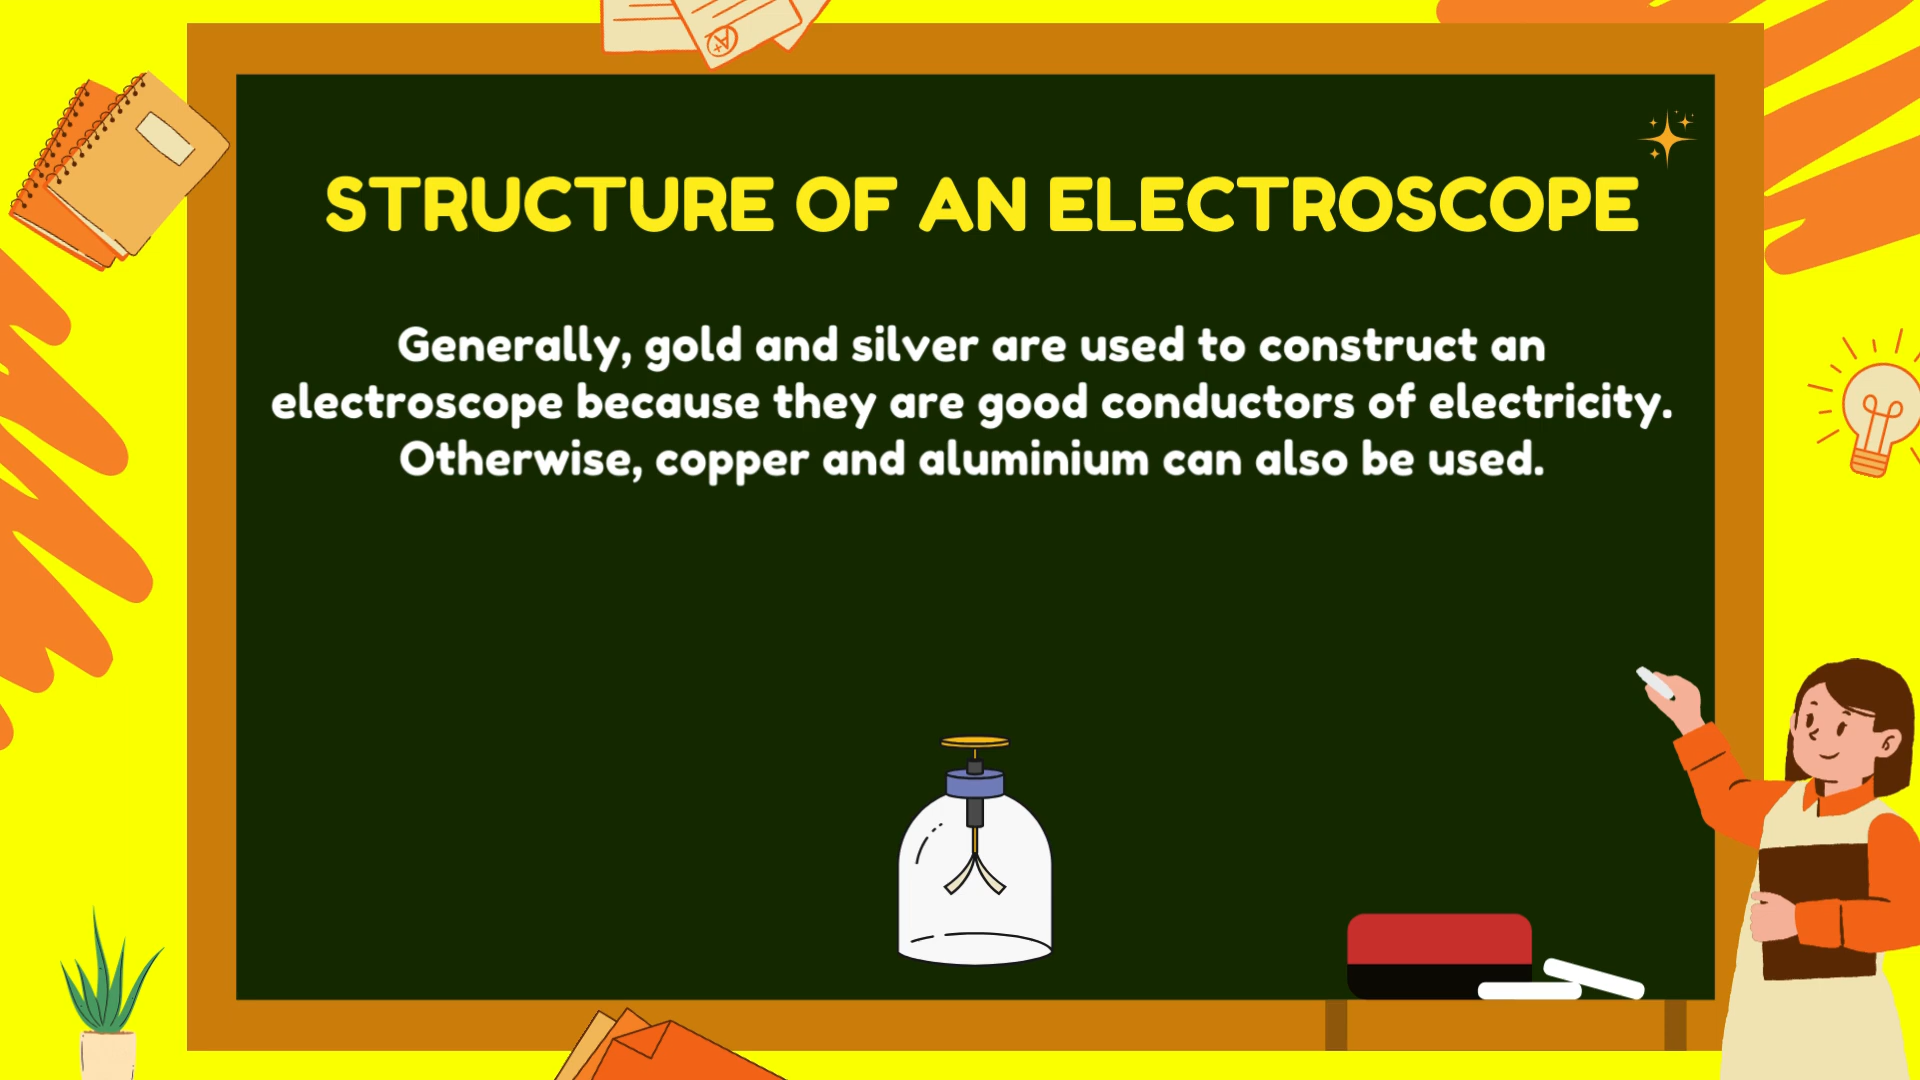 A+
STRUCTURE OF AN ELECTROSCOPE
Generally, gold and silver are used to construct an
electroscope because they are good conductors of electricity.
Otherwise, copper and aluminium can also be used.